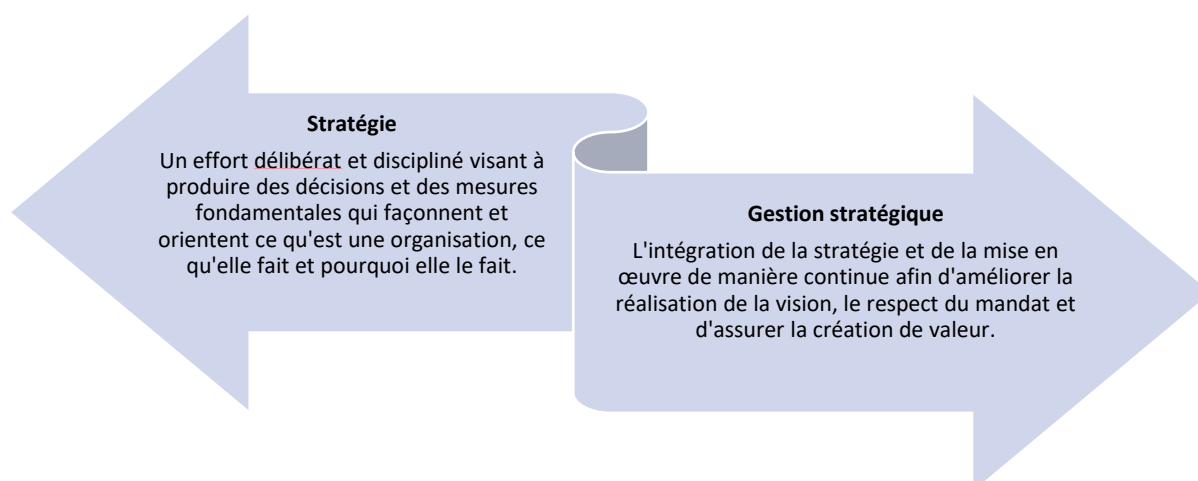 Stratégie
Un effort délibérat et discipliné visant à
produire des décisions et des mesures
fondamentales qui façonnent et
orientent ce qu'est une organisation, ce
qu'elle fait et pourquoi elle le fait.
Gestion stratégique
L'intégration de la stratégie et de la mise en
œuvre de manière continue afin d'améliorer la
réalisation de la vision, le respect du mandat et
d'assurer la création de valeur.